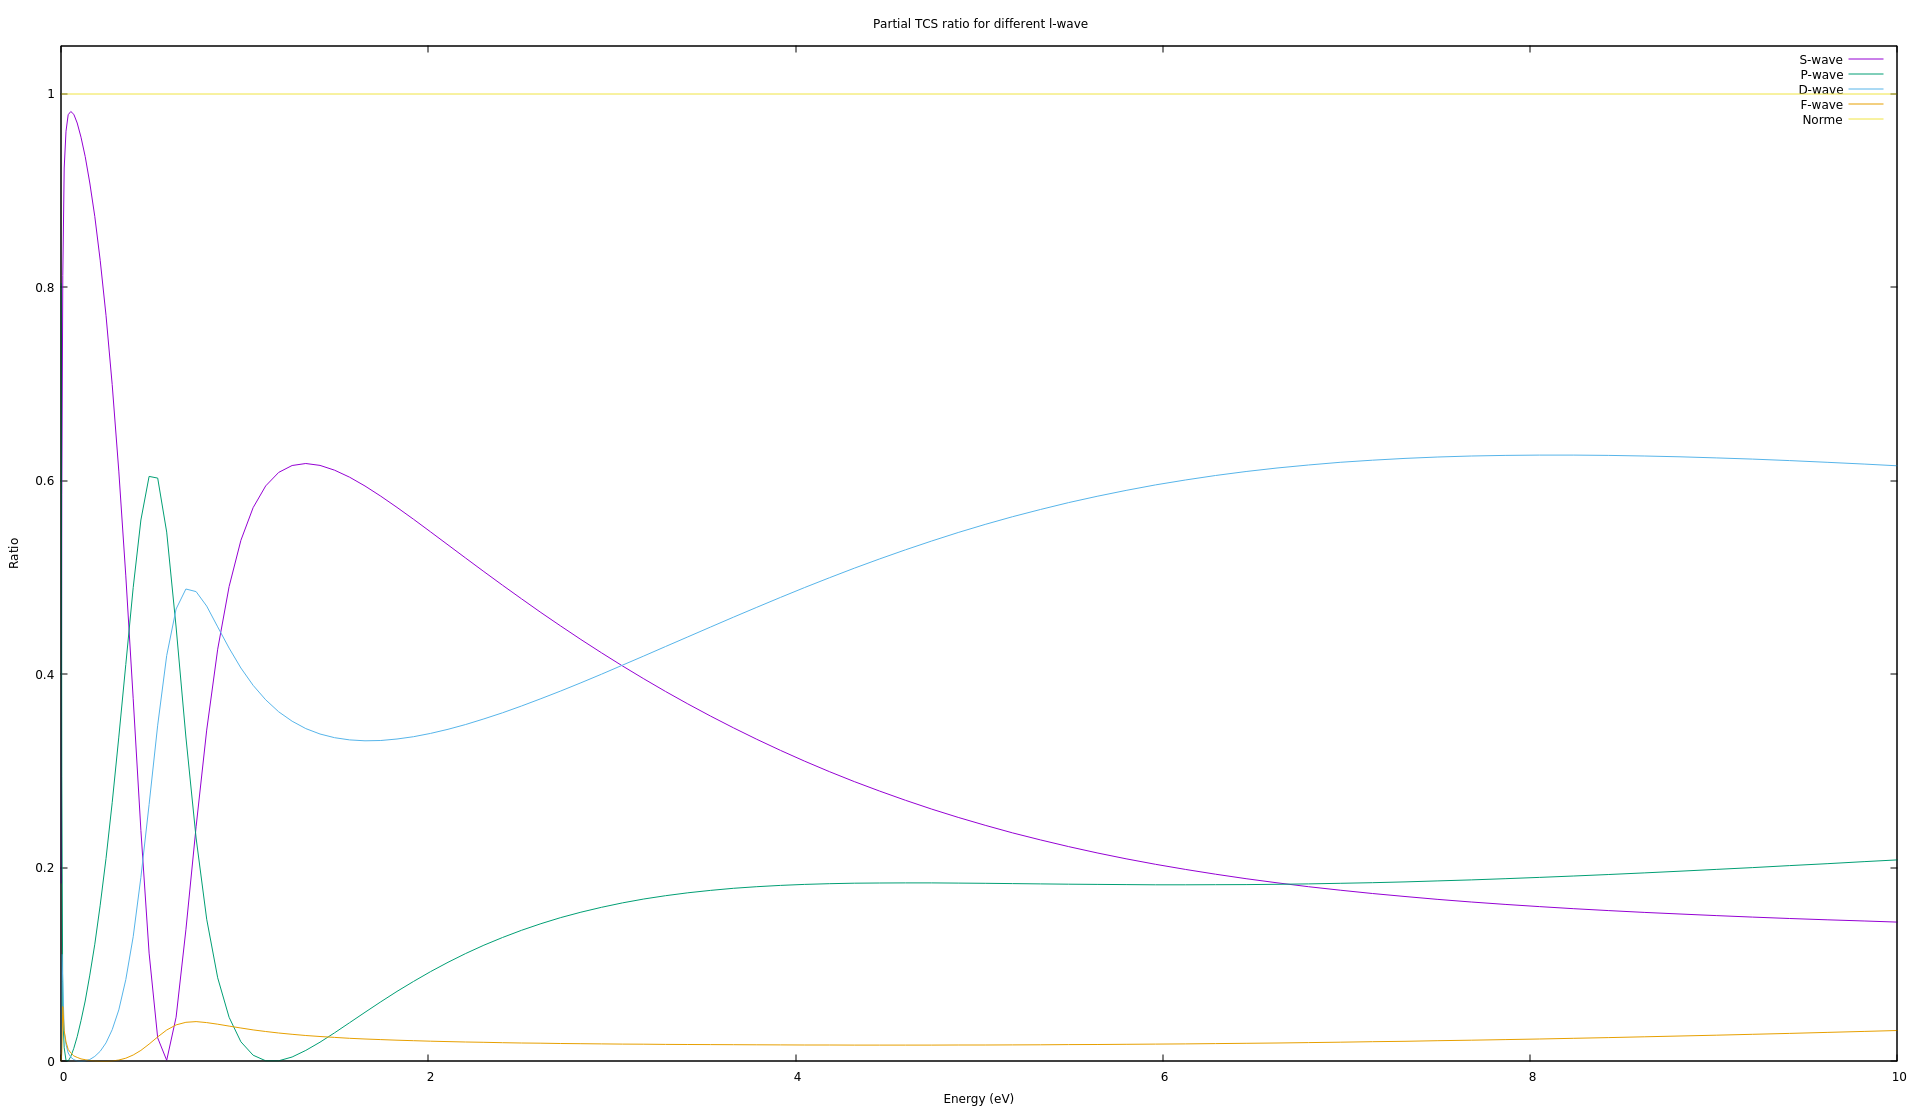 Partial TCS ratio for different l-wave
S-wave
P-wave
D-wave
F-wave
Norme
1
0.8
0.6
0.4
0.2
0
Ratio
0 2 4 6 8 10
Energy (eV)